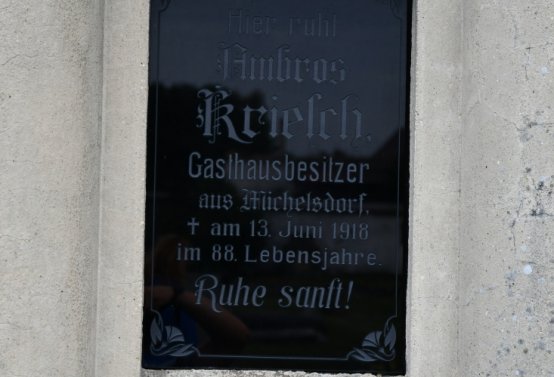 Hier ruht
Ambros
Kriesch,
Gasthausbesitzer
aus Michelsdorf,
† am 13. Juni 1918
im 88. Lebensjahre.
Ruhe sanft!